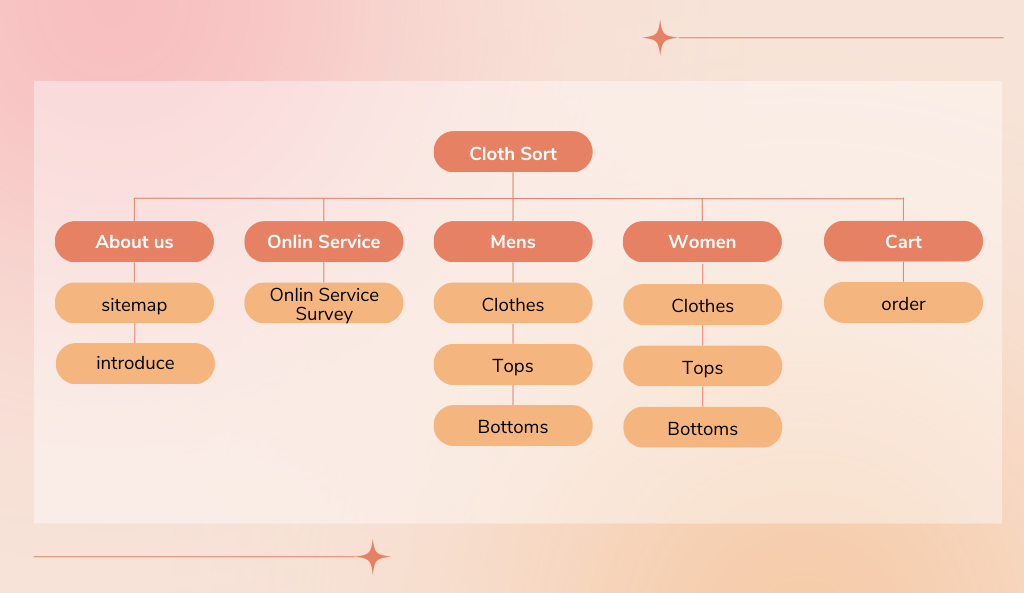 Cloth Sort
About us
Onlin Service
Mens
Women
Cart
sitemap
Onlin Service
Survey
Clothes
Clothes
order
introduce
Tops
Tops
Bottoms
Bottoms